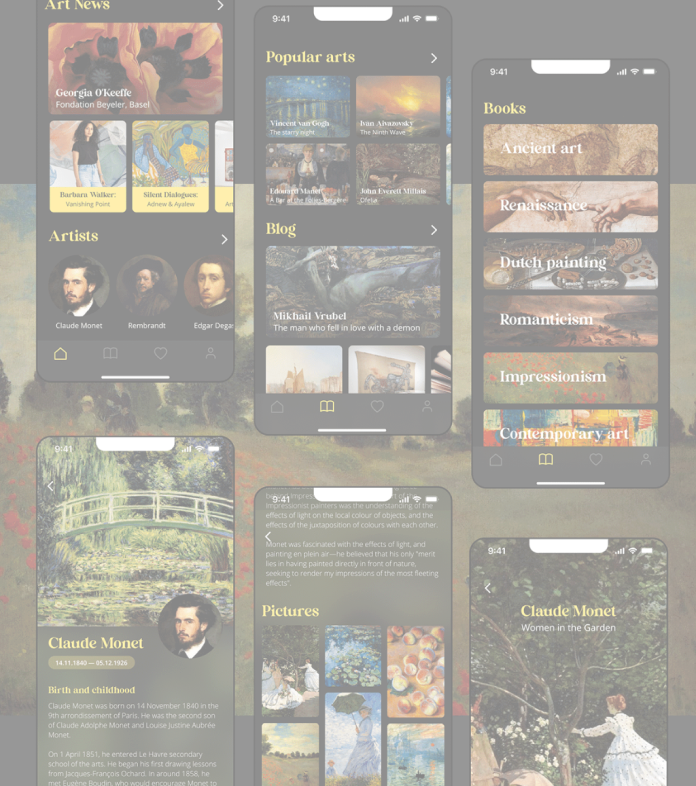 Art News
Georgia O'Keeffe
Fondation Beyeler, Basel
Barbara Walker:
Vanishing Point
Silent Dialogues:
Adnew & Ayalew
Artists
Claude Monet
Rembrandt
Edgar Degas
9:41
Popular arts
Vincent van Gogh
The starry night
Ivan Aivazovsky
The Ninth Wave
Edouard Manet
A Bar at the Folies-Bergère
John Everett Millais
Ofelia
Blog
Mikhail Vrubel
The man who fell in love with a demon
9:41
Books
Ancient art
Renaissance
Dutch painting
Romanticism
Impressionism
Contemporary art
9:41
Claude Monet
14.11.1840 — 05.12.1926
Birth and childhood
Claude Monet was born on 14 November 1840 in the
9th arrondissement of Paris. He was the second son
of Claude Adolphe Monet and Louise Justine Aubrée
Monet.
On 1 April 1851, he entered Le Havre secondary
school of the arts. He began his first drawing lessons
from Jacques-François Ochard. In around 1858, he
met Eugène Boudin, who would encourage Monet to
9:41
impressionist painters was the understanding of the
effects of light on the local colour of objects, and the
effects of the juxtaposition of colours with each other.
Monet was fascinated with the effects of light, and
painting en plein air—he believed that his only "merit
lies in having painted directly in front of nature,
seeking to render my impressions of the most fleeting
effects".
Pictures
9:41
Claude Monet
Women in the Garden